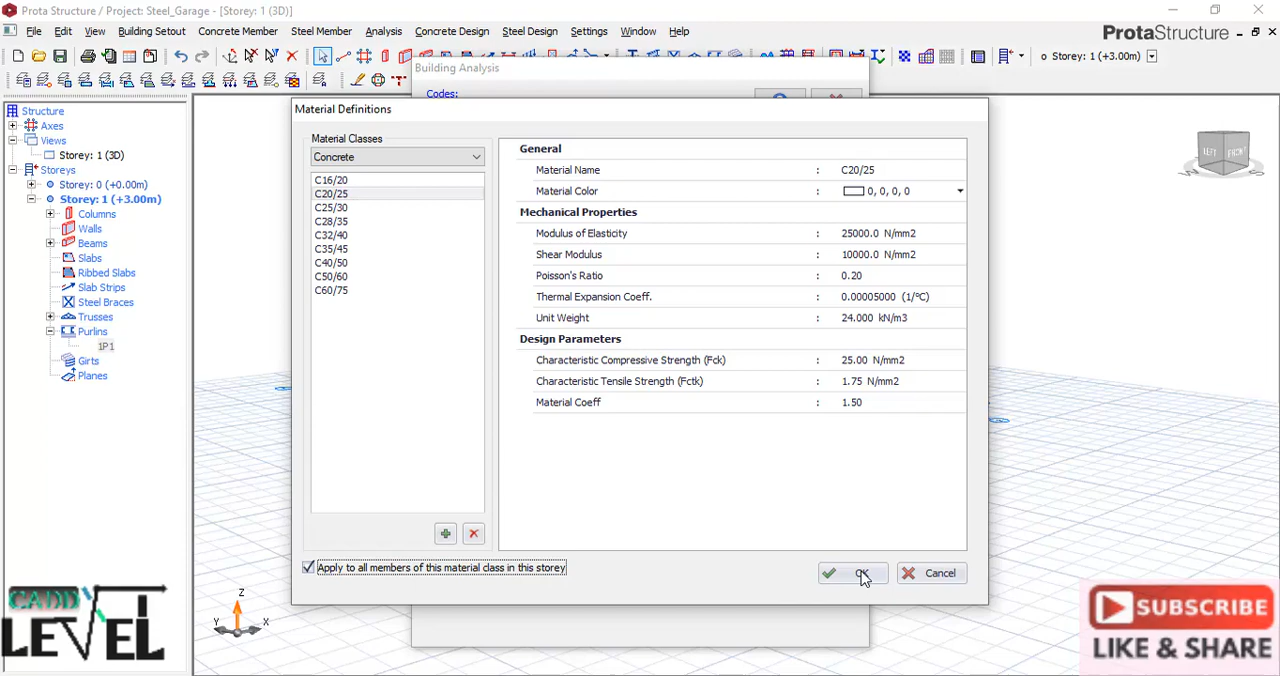 Prota Structure / Project: Steel_Garage - [Storey: 1 (3D)]
File Edit View Building Setout Concrete Member Steel Member Analysis Concrete Design Steel Design Settings Window Help
ProtaStructure
Storey: 1 (+3.00m)
Building Analysis
Codes:
Structure
Axes
Views
Storey: 1 (3D)
Storeys
Storey: 0 (+0.00m)
Storey: 1 (+3.00m)
Columns
Walls
Beams
Slabs
Ribbed Slabs
Slab Strips
Steel Braces
Trusses
Purlins
1P1
Girts
Planes
Material Definitions
Material Classes
Concrete
C16/20
C20/25
C25/30
C28/35
C32/40
C35/45
C40/50
C50/60
C60/75
Apply to all members of this material class in this storey
General
Material Name : C20/25
Material Color : 0, 0, 0, 0
Mechanical Properties
Modulus of Elasticity : 25000.0 N/mm2
Shear Modulus : 10000.0 N/mm2
Poisson's Ratio : 0.20
Thermal Expansion Coeff. : 0.00005000 (1/ºC)
Unit Weight : 24.000 kN/m3
Design Parameters
Characteristic Compressive Strength (Fck) : 25.00 N/mm2
Characteristic Tensile Strength (Fctk) : 1.75 N/mm2
Material Coeff : 1.50
OK Cancel
LEFT FRONT
Z
Y X
CADD
LEVEL
SUBSCRIBE
LIKE & SHARE